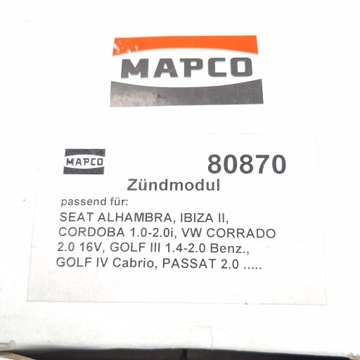 MAPCO
MAPCO
80870
Zündmodul
passend für:
SEAT ALHAMBRA, IBIZA II,
CORDOBA 1.0-2.0i, VW CORRADO
2.0 16V, GOLF III 1.4-2.0 Benz.,
GOLF IV Cabrio, PASSAT 2.0 .....